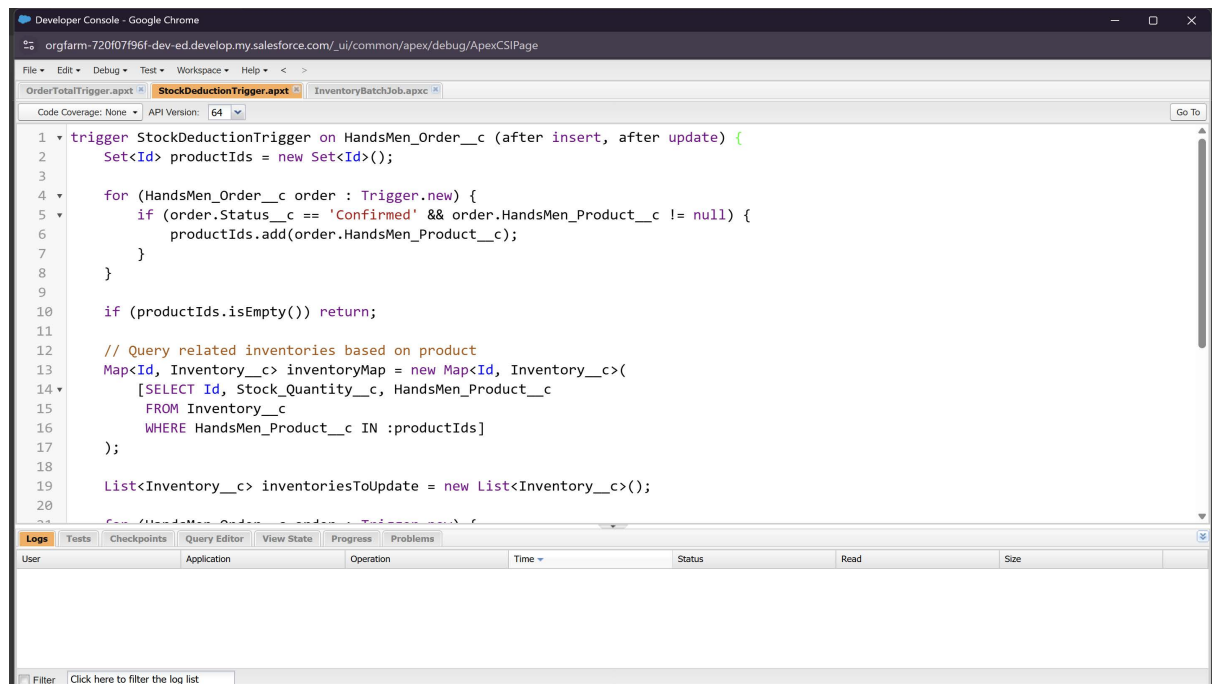 Developer Console - Google Chrome
orgfarm-720f07f96f-dev-ed.develop.my.salesforce.com/_ui/common/apex/debug/ApexCSIPage
File Edit Debug Test Workspace Help < >
OrderTotalTrigger.apxt StockDeductionTrigger.apxt InventoryBatchJob.apxc
Code Coverage: None API Version: 64 Go To
1 trigger StockDeductionTrigger on HandsMen_Order__c (after insert, after update) {
2 Set<Id> productIds = new Set<Id>();
3
4 for (HandsMen_Order__c order : Trigger.new) {
5 if (order.Status__c == 'Confirmed' && order.HandsMen_Product__c != null) {
6 productIds.add(order.HandsMen_Product__c);
7 }
8 }
9
10 if (productIds.isEmpty()) return;
11
12 // Query related inventories based on product
13 Map<Id, Inventory__c> inventoryMap = new Map<Id, Inventory__c>(
14 [SELECT Id, Stock_Quantity__c, HandsMen_Product__c
15 FROM Inventory__c
16 WHERE HandsMen_Product__c IN :productIds]
17 );
18
19 List<Inventory__c> inventoriesToUpdate = new List<Inventory__c>();
20
21 for (HandsMen_Order__c order : Trigger.new) {
Logs Tests Checkpoints Query Editor View State Progress Problems
User Application Operation Time Status Read Size
Filter Click here to filter the log list